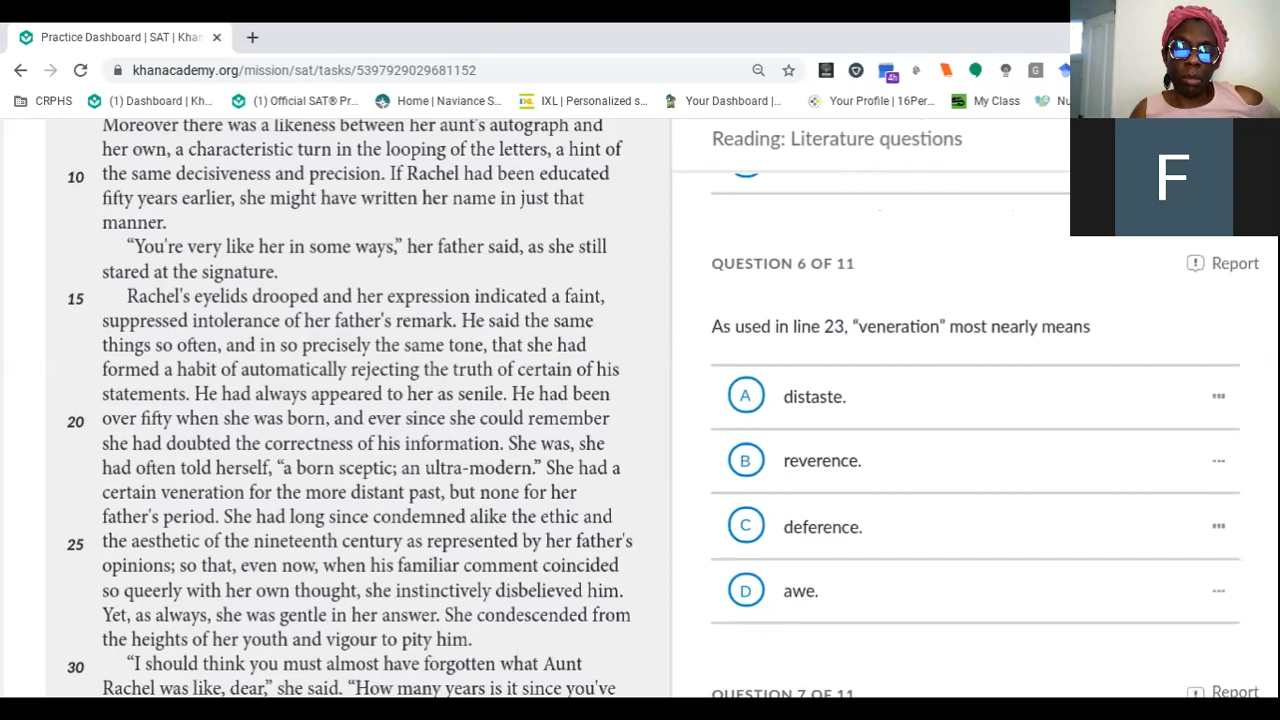 Practice Dashboard | SAT | Khan
khanacademy.org/mission/sat/tasks/5397929029681152
CRPHS
(1) Dashboard | Kh...
(1) Official SAT® Pr...
Home | Naviance S...
IXL | Personalized s...
Your Dashboard |...
Your Profile | 16Per...
My Class
Nu
Moreover there was a likeness between her aunt's autograph and
her own, a characteristic turn in the looping of the letters, a hint of
10 the same decisiveness and precision. If Rachel had been educated
fifty years earlier, she might have written her name in just that
manner.
“You're very like her in some ways,” her father said, as she still
stared at the signature.
15 Rachel's eyelids drooped and her expression indicated a faint,
suppressed intolerance of her father's remark. He said the same
things so often, and in so precisely the same tone, that she had
formed a habit of automatically rejecting the truth of certain of his
statements. He had always appeared to her as senile. He had been
20 over fifty when she was born, and ever since she could remember
she had doubted the correctness of his information. She was, she
had often told herself, “a born sceptic; an ultra-modern.” She had a
certain veneration for the more distant past, but none for her
father's period. She had long since condemned alike the ethic and
25 the aesthetic of the nineteenth century as represented by her father's
opinions; so that, even now, when his familiar comment coincided
so queerly with her own thought, she instinctively disbelieved him.
Yet, as always, she was gentle in her answer. She condescended from
the heights of her youth and vigour to pity him.
30 “I should think you must almost have forgotten what Aunt
Rachel was like, dear,” she said. “How many years is it since you've
Reading: Literature questions
QUESTION 6 OF 11
Report
As used in line 23, “veneration” most nearly means
A distaste.
B reverence.
C deference.
D awe.
QUESTION 7 OF 11
Report
F